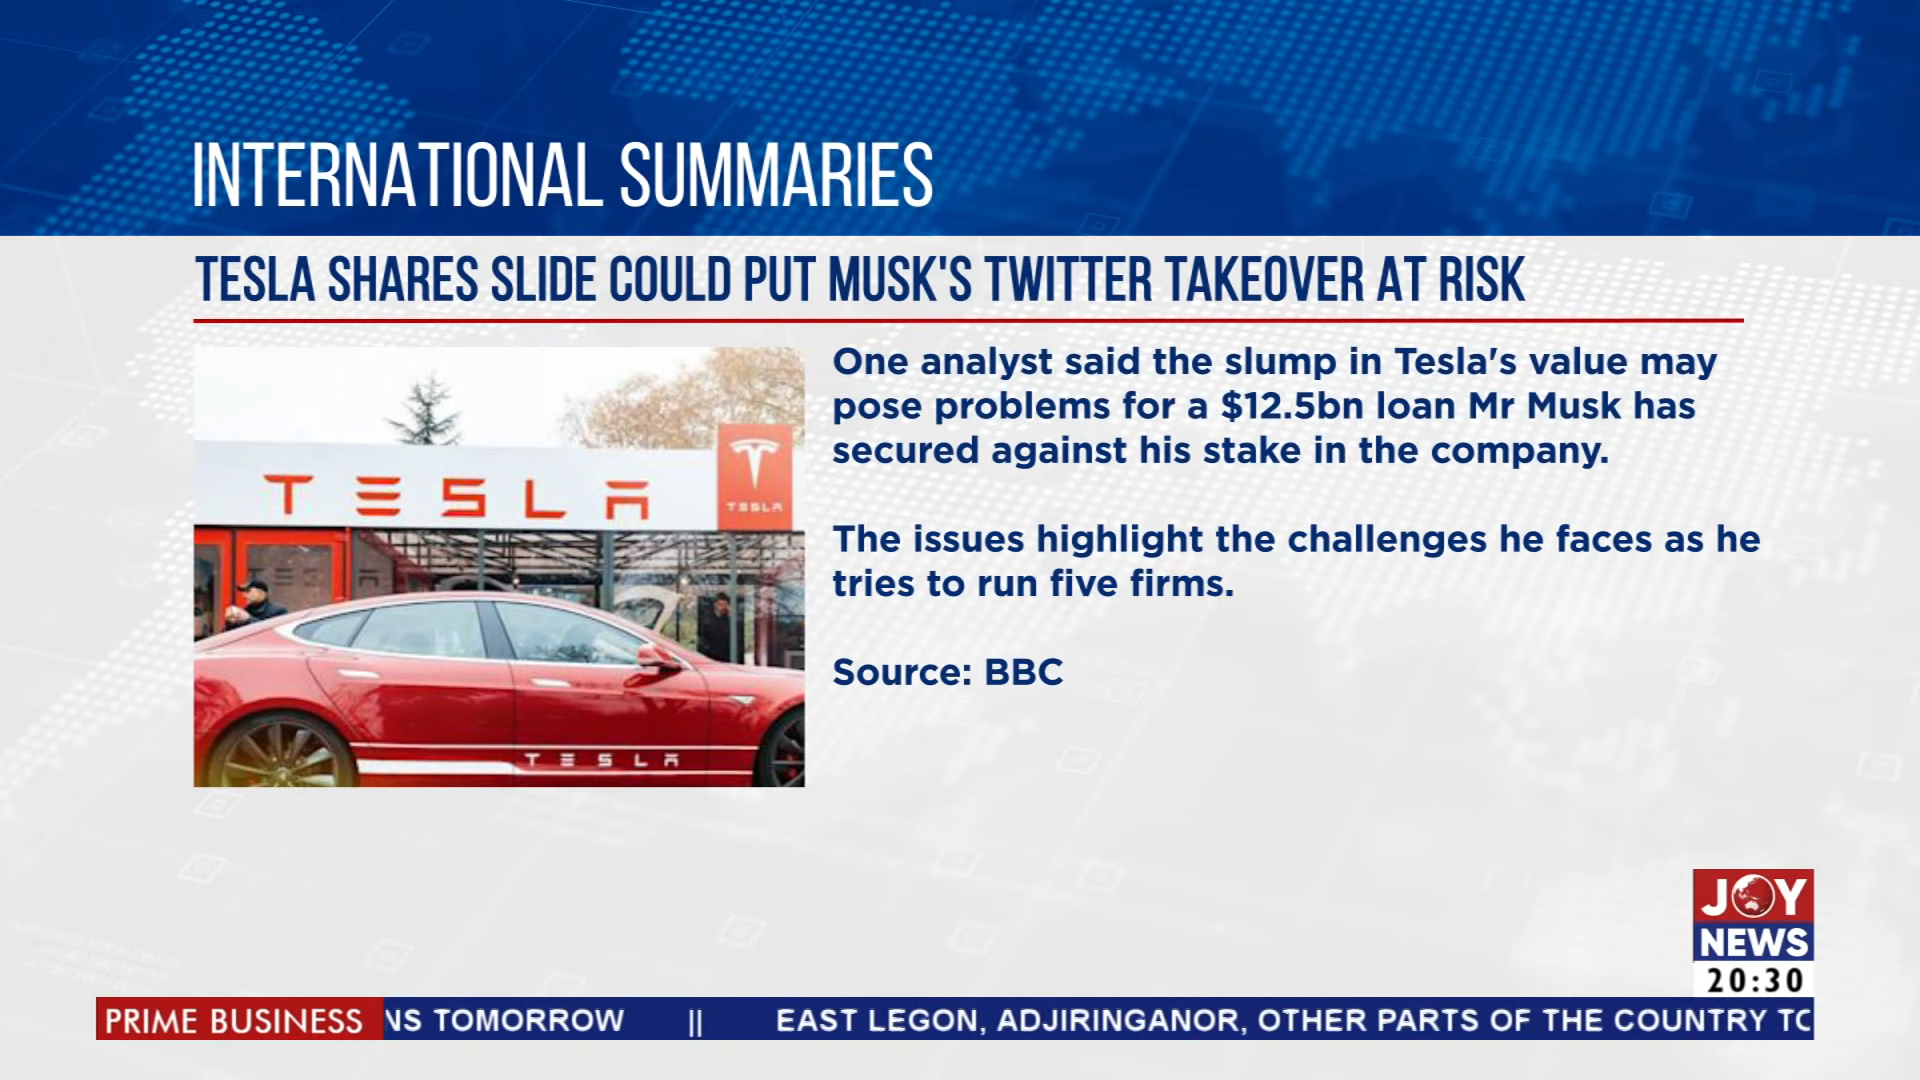 INTERNATIONAL SUMMARIES
TESLA SHARES SLIDE COULD PUT MUSK'S TWITTER TAKEOVER AT RISK
One analyst said the slump in Tesla's value may
pose problems for a $12.5bn loan Mr Musk has
secured against his stake in the company.
The issues highlight the challenges he faces as he
tries to run five firms.
Source: BBC
TESLA
TESLA
TESLA
TESLA
JOY
NEWS
20:30
PRIME BUSINESS
NS TOMORROW || EAST LEGON, ADJIRINGANOR, OTHER PARTS OF THE COUNTRY TO